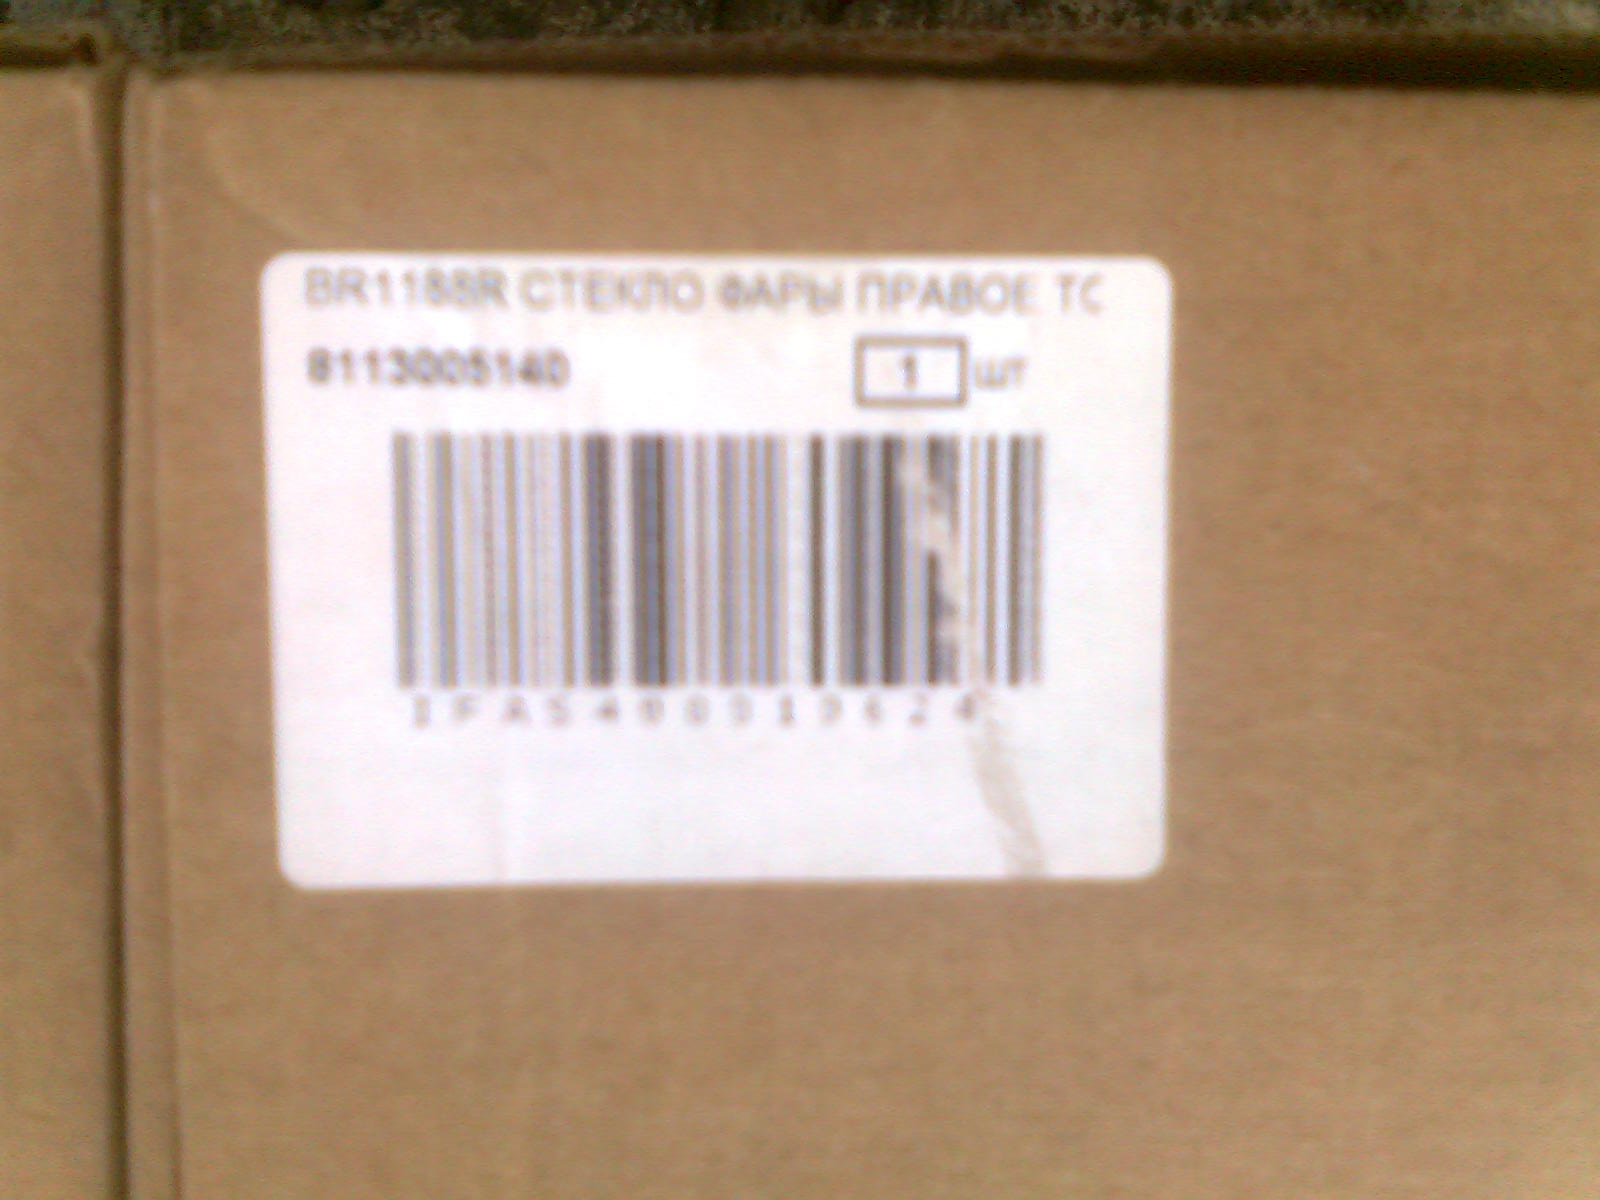 BR1188R СТЕКЛО ФАРЫ ПРАВОЕ ТС
8113005140
1 шт